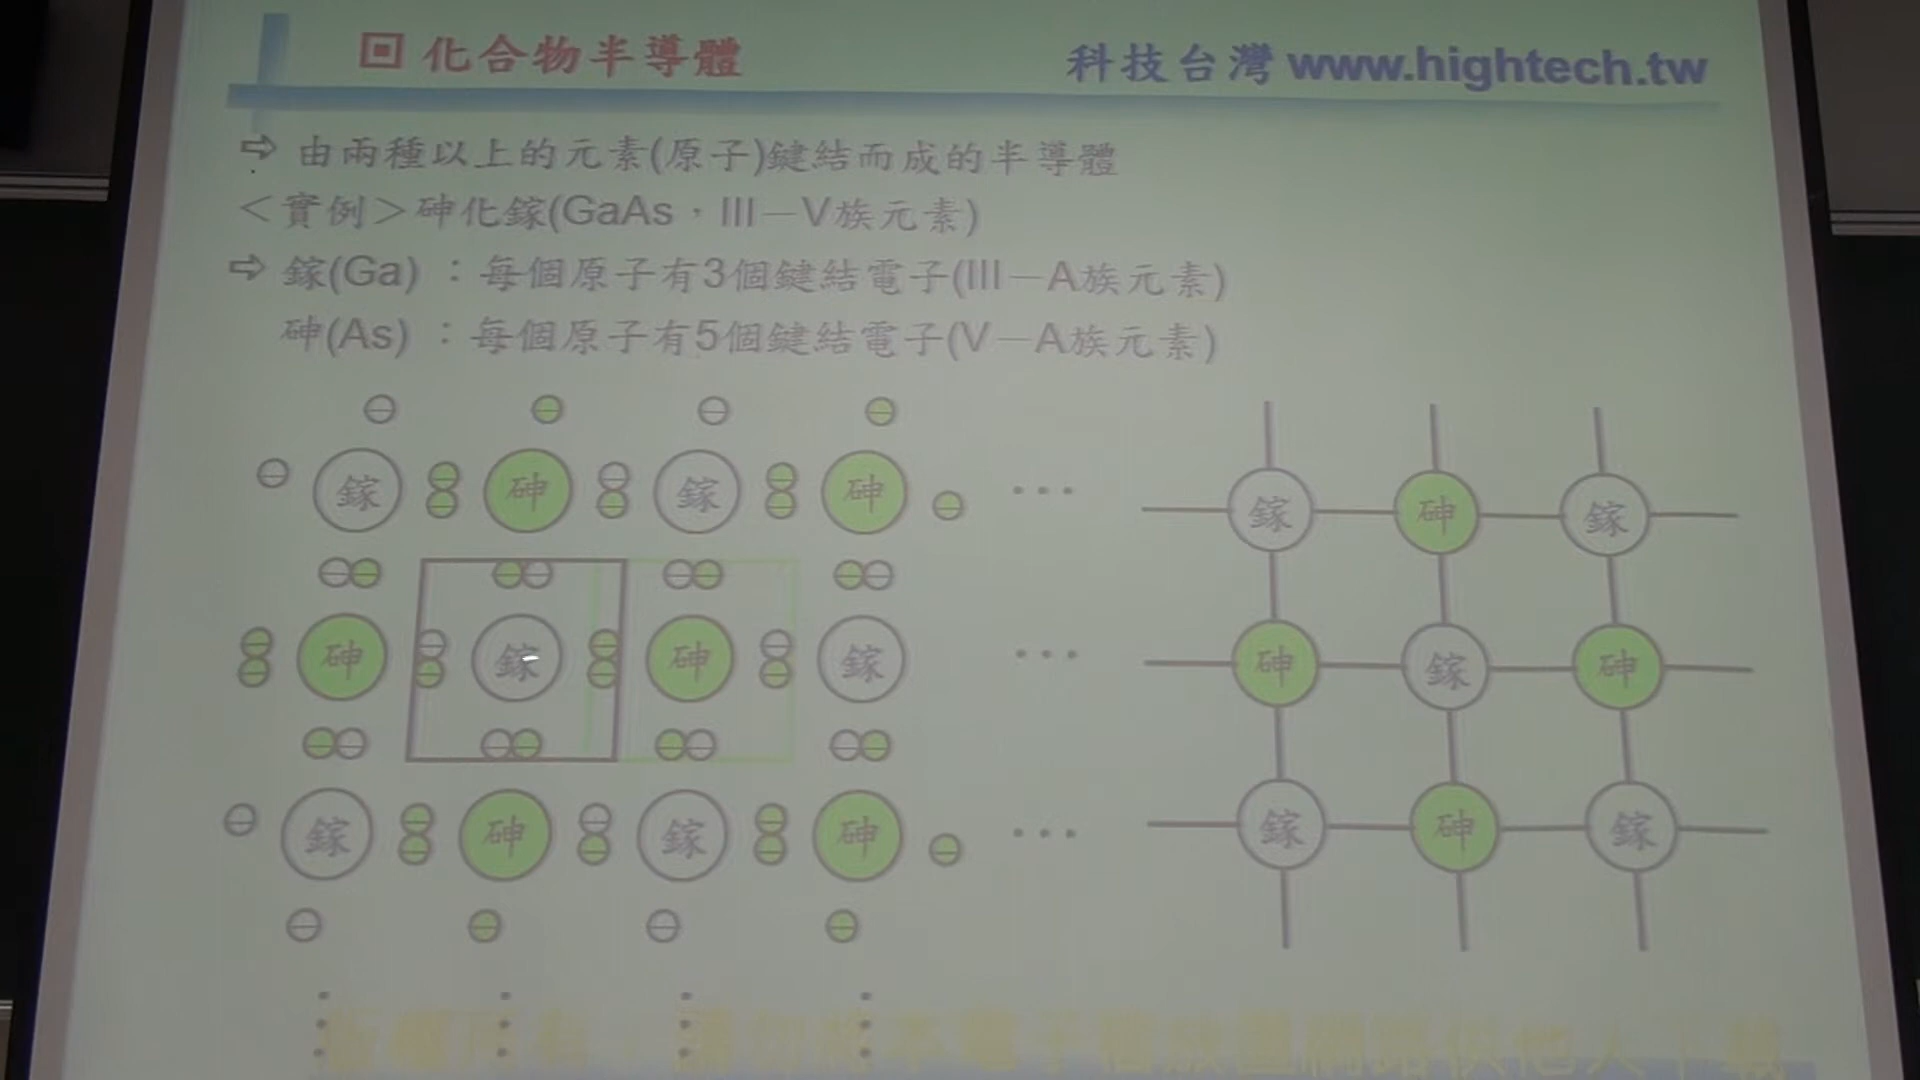 回 化合物半導體
科技台灣 www.hightech.tw
⇨ 由兩種以上的元素(原子)鍵結而成的半導體
＜實例＞砷化鎵(GaAs，III－V族元素)
⇨ 鎵(Ga)：每個原子有3個鍵結電子(III－A族元素)
砷(As)：每個原子有5個鍵結電子(V－A族元素)
鎵 砷 鎵 砷 … 鎵 砷 鎵
砷 鎵 砷 鎵 … 砷 鎵 砷
鎵 砷 鎵 砷 … 鎵 砷 鎵